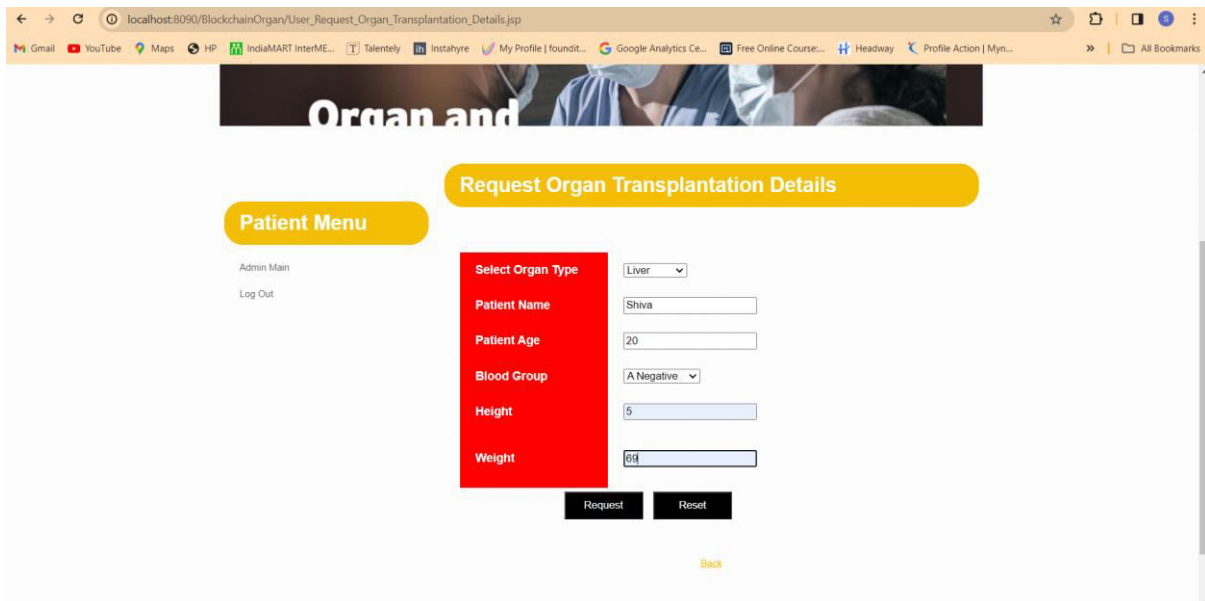 localhost:8090/BlockchainOrgan/User_Request_Organ_Transplantation_Details.jsp
S
Gmail YouTube Maps HP IndiaMART InterME... Talentely Instahyre My Profile | foundit... Google Analytics Ce... Free Online Course:... Headway Profile Action | Myn... » All Bookmarks
Organ and
Request Organ Transplantation Details
Patient Menu
Admin Main
Log Out
Select Organ Type Liver
Patient Name Shiva
Patient Age 20
Blood Group A Negative
Height 5
Weight 69
Request Reset
Back